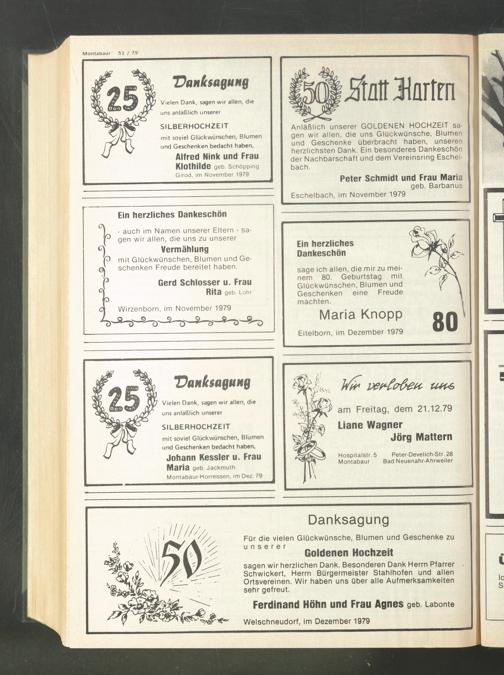 Montabaur 51 / 79
25
Danksagung
Vielen Dank, sagen wir allen, die
uns anläßlich unserer
SILBERHOCHZEIT
mit soviel Glückwünschen, Blumen
und Geschenken bedacht haben,
Alfred Nink und Frau
Klothilde geb. Schöpping
Girod, im November 1979
50 Statt Karten
Anläßlich unserer GOLDENEN HOCHZEIT sa-
gen wir allen, die uns Glückwünsche, Blumen
und Geschenke überbracht haben, unseren
herzlichsten Dank. Ein besonderes Dankeschön
der Nachbarschaft und dem Vereinsring Eschel-
bach.
Peter Schmidt und Frau Maria
geb. Barbanus
Eschelbach, im November 1979
Ein herzliches Dankeschön
- auch im Namen unserer Eltern - sa-
gen wir allen, die uns zu unserer
Vermählung
mit Glückwünschen, Blumen und Ge-
schenken Freude bereitet haben.
Gerd Schlosser u. Frau
Rita geb. Lohr
Wirzenborn, im November 1979
Ein herzliches
Dankeschön
sage ich allen, die mir zu mei-
nem 80. Geburtstag mit
Glückwünschen, Blumen und
Geschenken eine Freude
machten.
Maria Knopp
Eitelborn, im Dezember 1979
80
25
Danksagung
Vielen Dank, sagen wir allen, die
uns anläßlich unserer
SILBERHOCHZEIT
mit soviel Glückwünschen, Blumen
und Geschenken bedacht haben,
Johann Kessler u. Frau
Maria geb. Jackmuth
Montabaur-Horressen, im Dez. 79
Wir verloben uns
am Freitag, dem 21.12.79
Liane Wagner
Jörg Mattern
Hospitalstr. 5 Peter-Develich-Str. 28
Montabaur Bad Neuenahr-Ahrweiler
50
Danksagung
Für die vielen Glückwünsche, Blumen und Geschenke zu
unserer
Goldenen Hochzeit
sagen wir herzlichen Dank. Besonderen Dank Herrn Pfarrer
Schwickert, Herrn Bürgermeister Stahlhofen und allen
Ortsvereinen. Wir haben uns über alle Aufmerksamkeiten
sehr gefreut.
Ferdinand Höhn und Frau Agnes geb. Labonte
Welschneudorf, im Dezember 1979